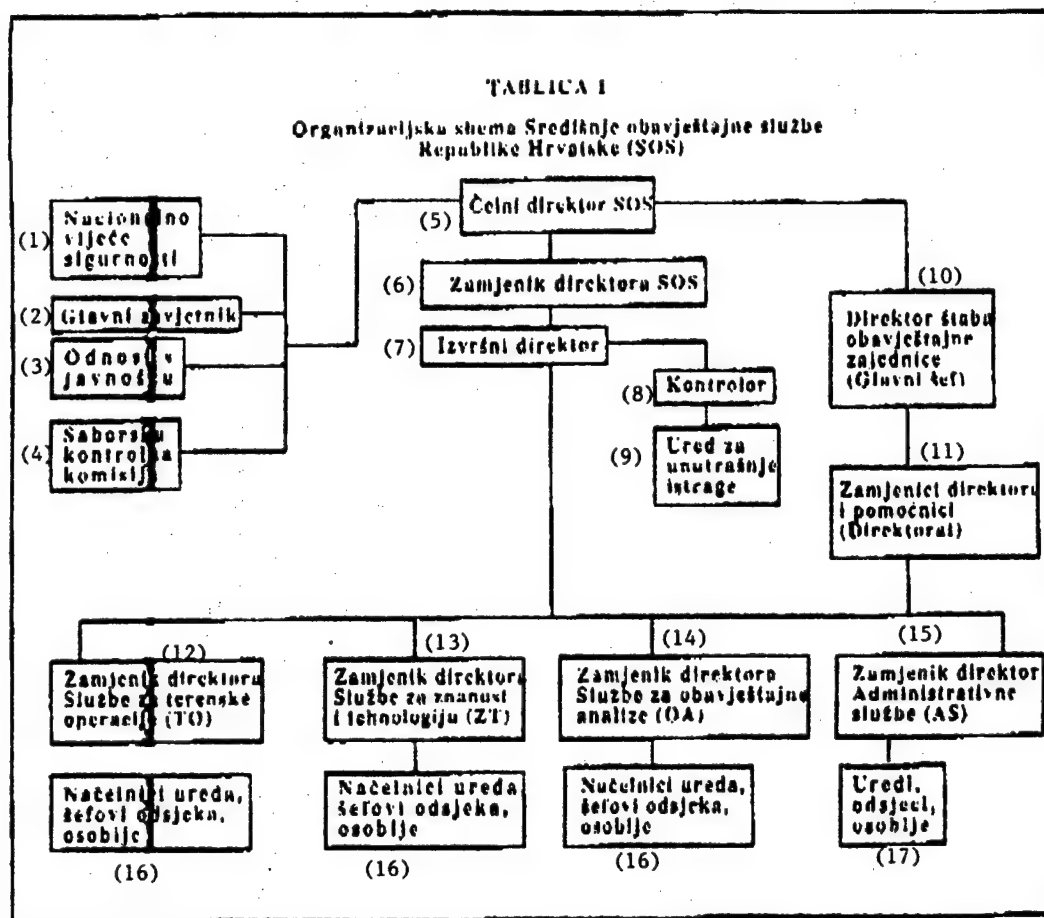 TABLICA 1
Organizacijska shema Središnje obavještajne službe
Republike Hrvatske (SOS)
(1)
Nacionalno
vijeće
sigurnosti
(2)
Glavni savjetnik
(3)
Odnosi s
javnošću
(4)
Saborska
kontrolna
komisija
(5)
Čelni direktor SOS
(6)
Zamjenik direktora SOS
(7)
Izvršni direktor
(8)
Kontrolor
(9)
Ured za
unutrašnje
istrage
(10)
Direktor štaba
obavještajne
zajednice
(Glavni šef)
(11)
Zamjenici direktora
i pomoćnici
(Direktorat)
(12)
Zamjenik direktora
Službe za terenske
operacije (TO)
(13)
Zamjenik direktora
Službe za znanost
i tehnologiju (ZT)
(14)
Zamjenik direktora
Službe za obavještajne
analize (OA)
(15)
Zamjenik direktor
Administrativne
službe (AS)
Načelnici ureda,
šefovi odsjeka,
osoblje
(16)
Načelnici ureda,
šefovi odsjeka,
osoblje
(16)
Načelnici ureda,
šefovi odsjeka,
osoblje
(16)
Uredi,
odsjeci,
osoblje
(17)